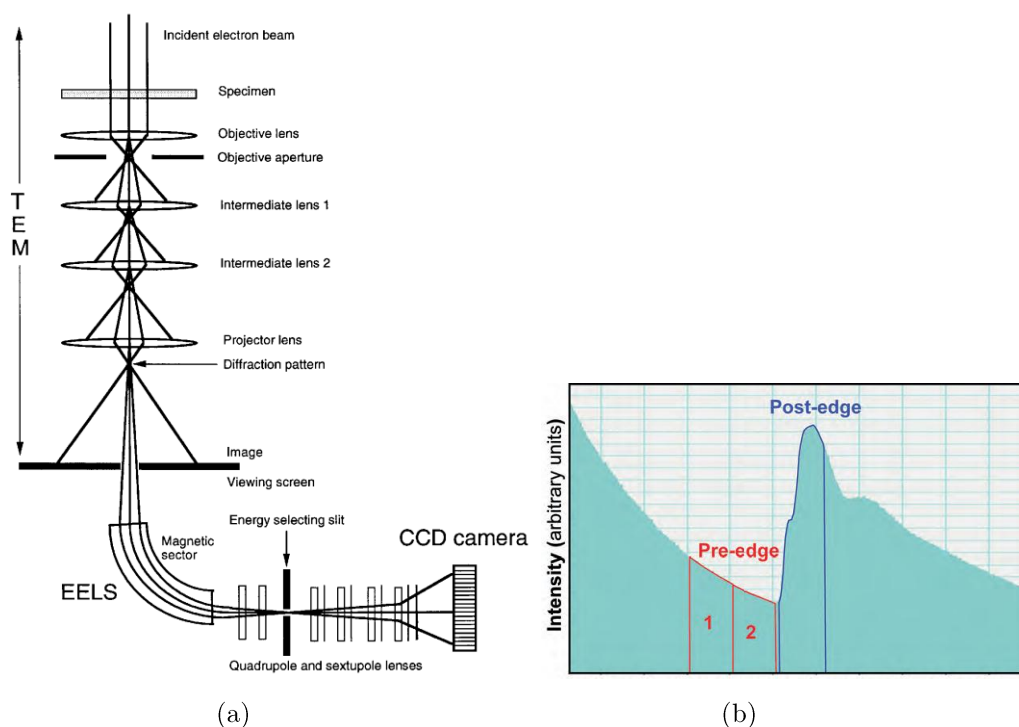 Incident electron beam
Specimen
Objective lens
Objective aperture
TEM
Intermediate lens 1
Intermediate lens 2
Projector lens
Diffraction pattern
Image
Viewing screen
Energy selecting slit
Magnetic
sector
CCD camera
EELS
Quadrupole and sextupole lenses
(a)
Intensity (arbitrary units)
Post-edge
Pre-edge
1
2
(b)